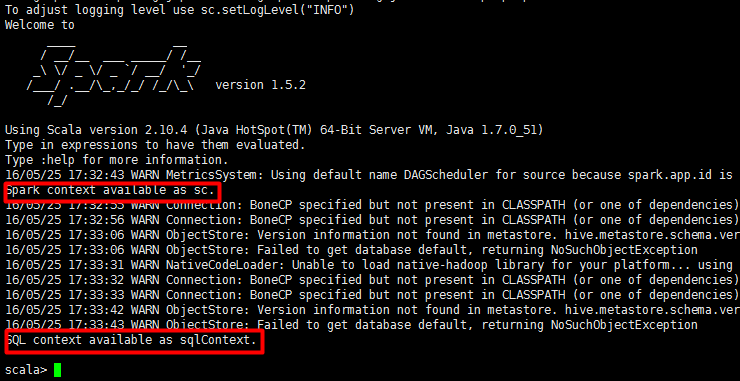 To adjust logging level use sc.setLogLevel("INFO")
Welcome to
      ____              __
     / __/__  ___ _____/ /__
    _\ \/ _ \/ _ `/ __/  '_/
   /___/ .__/\_,_/_/ /_/\_\   version 1.5.2
      /_/
Using Scala version 2.10.4 (Java HotSpot(TM) 64-Bit Server VM, Java 1.7.0_51)
Type in expressions to have them evaluated.
Type :help for more information.
16/05/25 17:32:43 WARN MetricsSystem: Using default name DAGScheduler for source because spark.app.id is
Spark context available as sc.
16/05/25 17:32:55 WARN Connection: BoneCP specified but not present in CLASSPATH (or one of dependencies)
16/05/25 17:32:56 WARN Connection: BoneCP specified but not present in CLASSPATH (or one of dependencies)
16/05/25 17:33:06 WARN ObjectStore: Version information not found in metastore. hive.metastore.schema.ver
16/05/25 17:33:06 WARN ObjectStore: Failed to get database default, returning NoSuchObjectException
16/05/25 17:33:31 WARN NativeCodeLoader: Unable to load native-hadoop library for your platform... using
16/05/25 17:33:32 WARN Connection: BoneCP specified but not present in CLASSPATH (or one of dependencies)
16/05/25 17:33:33 WARN Connection: BoneCP specified but not present in CLASSPATH (or one of dependencies)
16/05/25 17:33:42 WARN ObjectStore: Version information not found in metastore. hive.metastore.schema.ver
16/05/25 17:33:43 WARN ObjectStore: Failed to get database default, returning NoSuchObjectException
SQL context available as sqlContext.
scala>